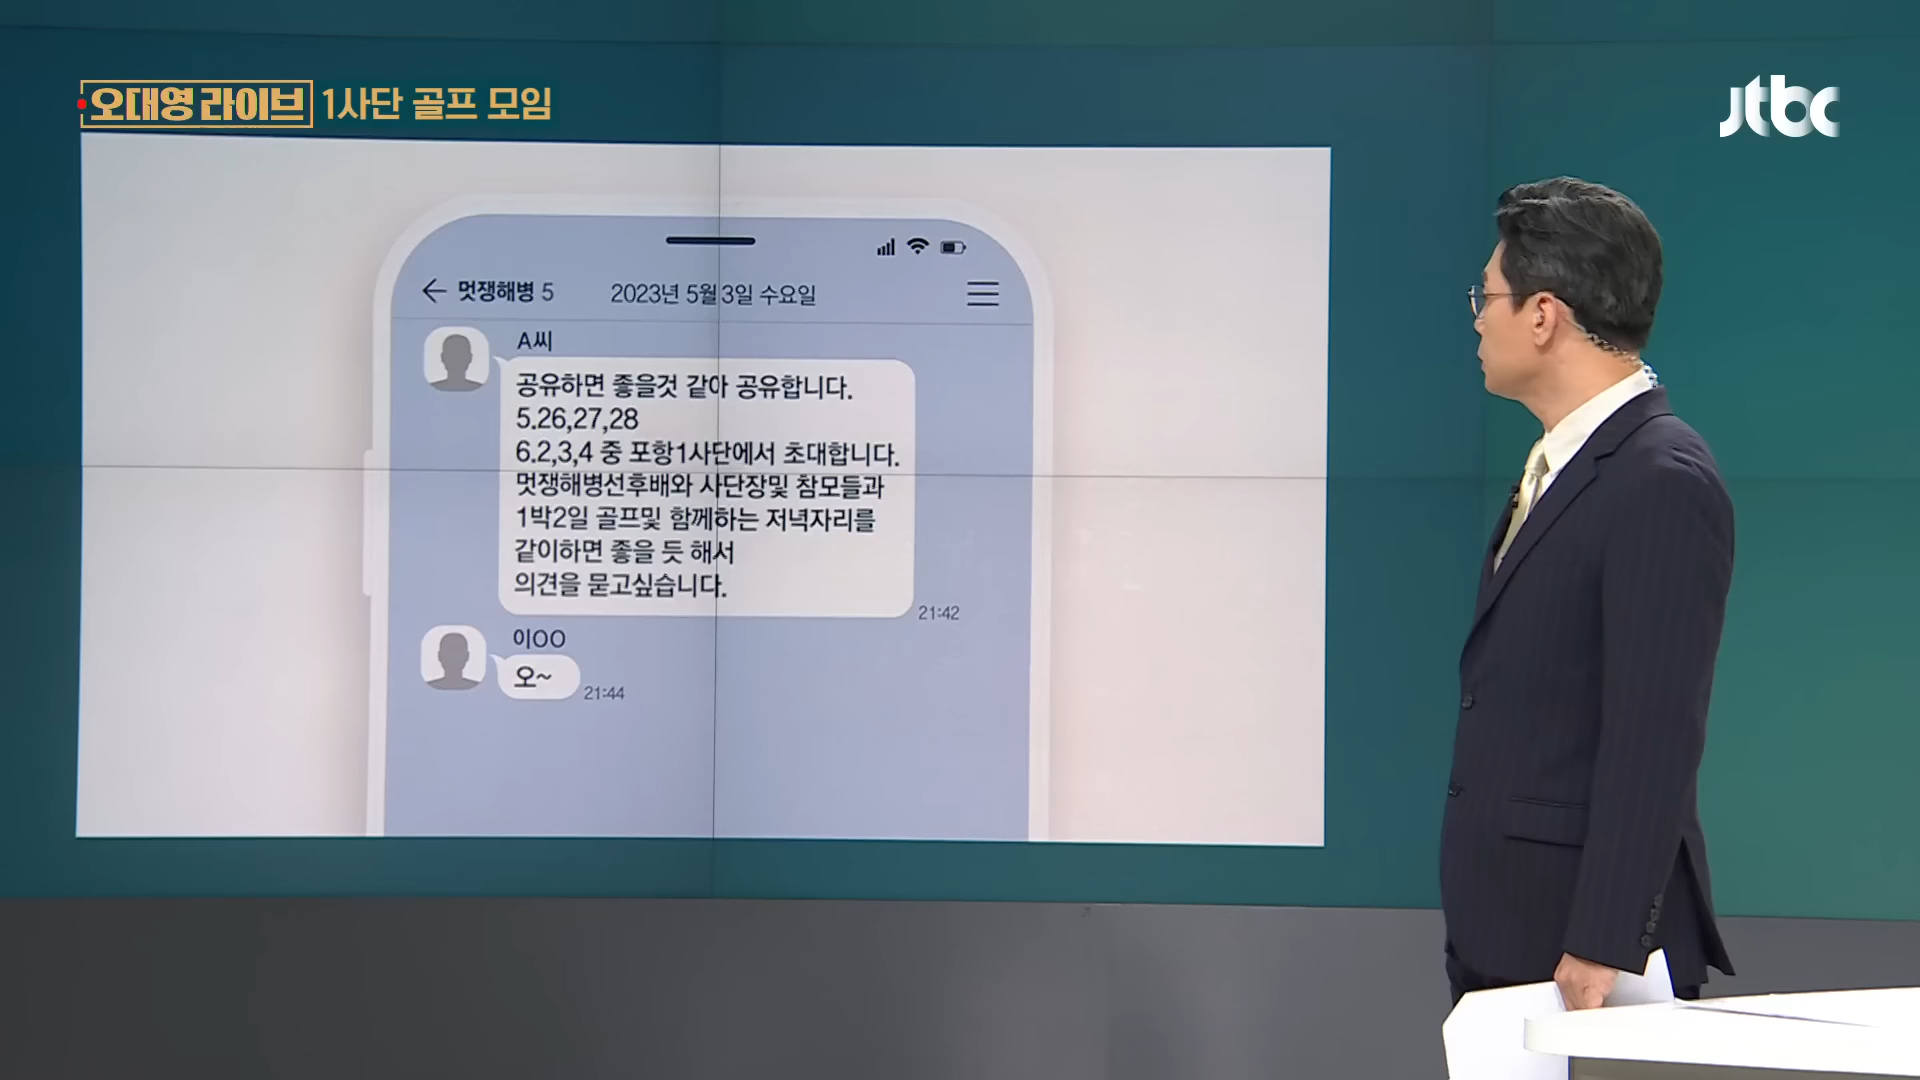 오대영 라이브 1사단 골프 모임
jtbc
멋쟁해병 5 2023년 5월 3일 수요일
A씨
공유하면 좋을것 같아 공유합니다.
5.26,27,28
6.2,3,4 중 포항1사단에서 초대합니다.
멋쟁해병선후배와 사단장및 참모들과
1박2일 골프및 함께하는 저녁자리를
같이하면 좋을 듯 해서
의견을 묻고싶습니다.
21:42
이OO
오~
21:44